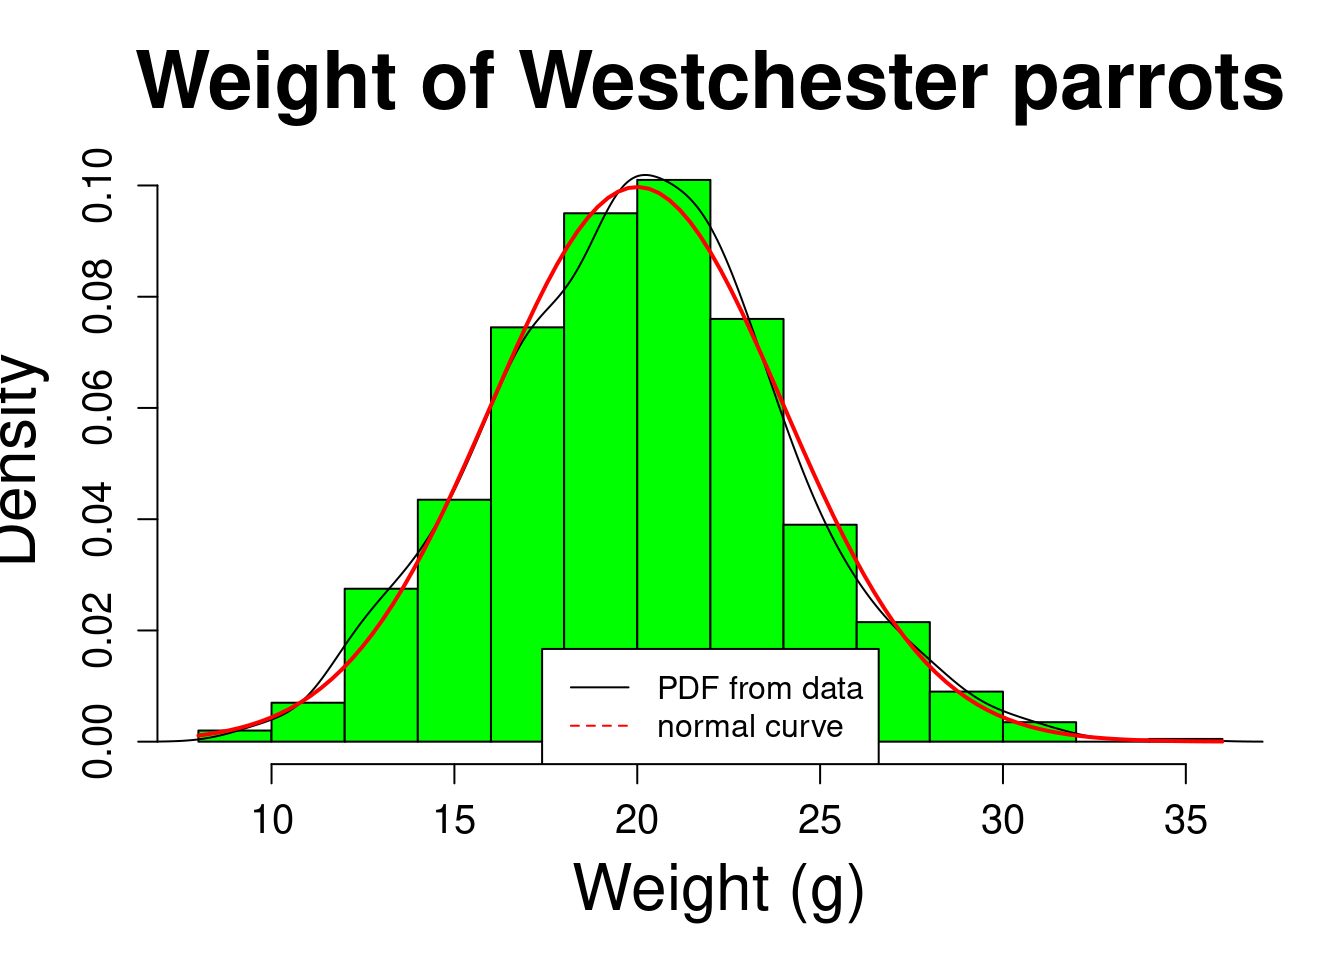 Weight of Westchester parrots
Density
0.00 0.02 0.04 0.06 0.08 0.10
PDF from data
normal curve
10 15 20 25 30 35
Weight (g)